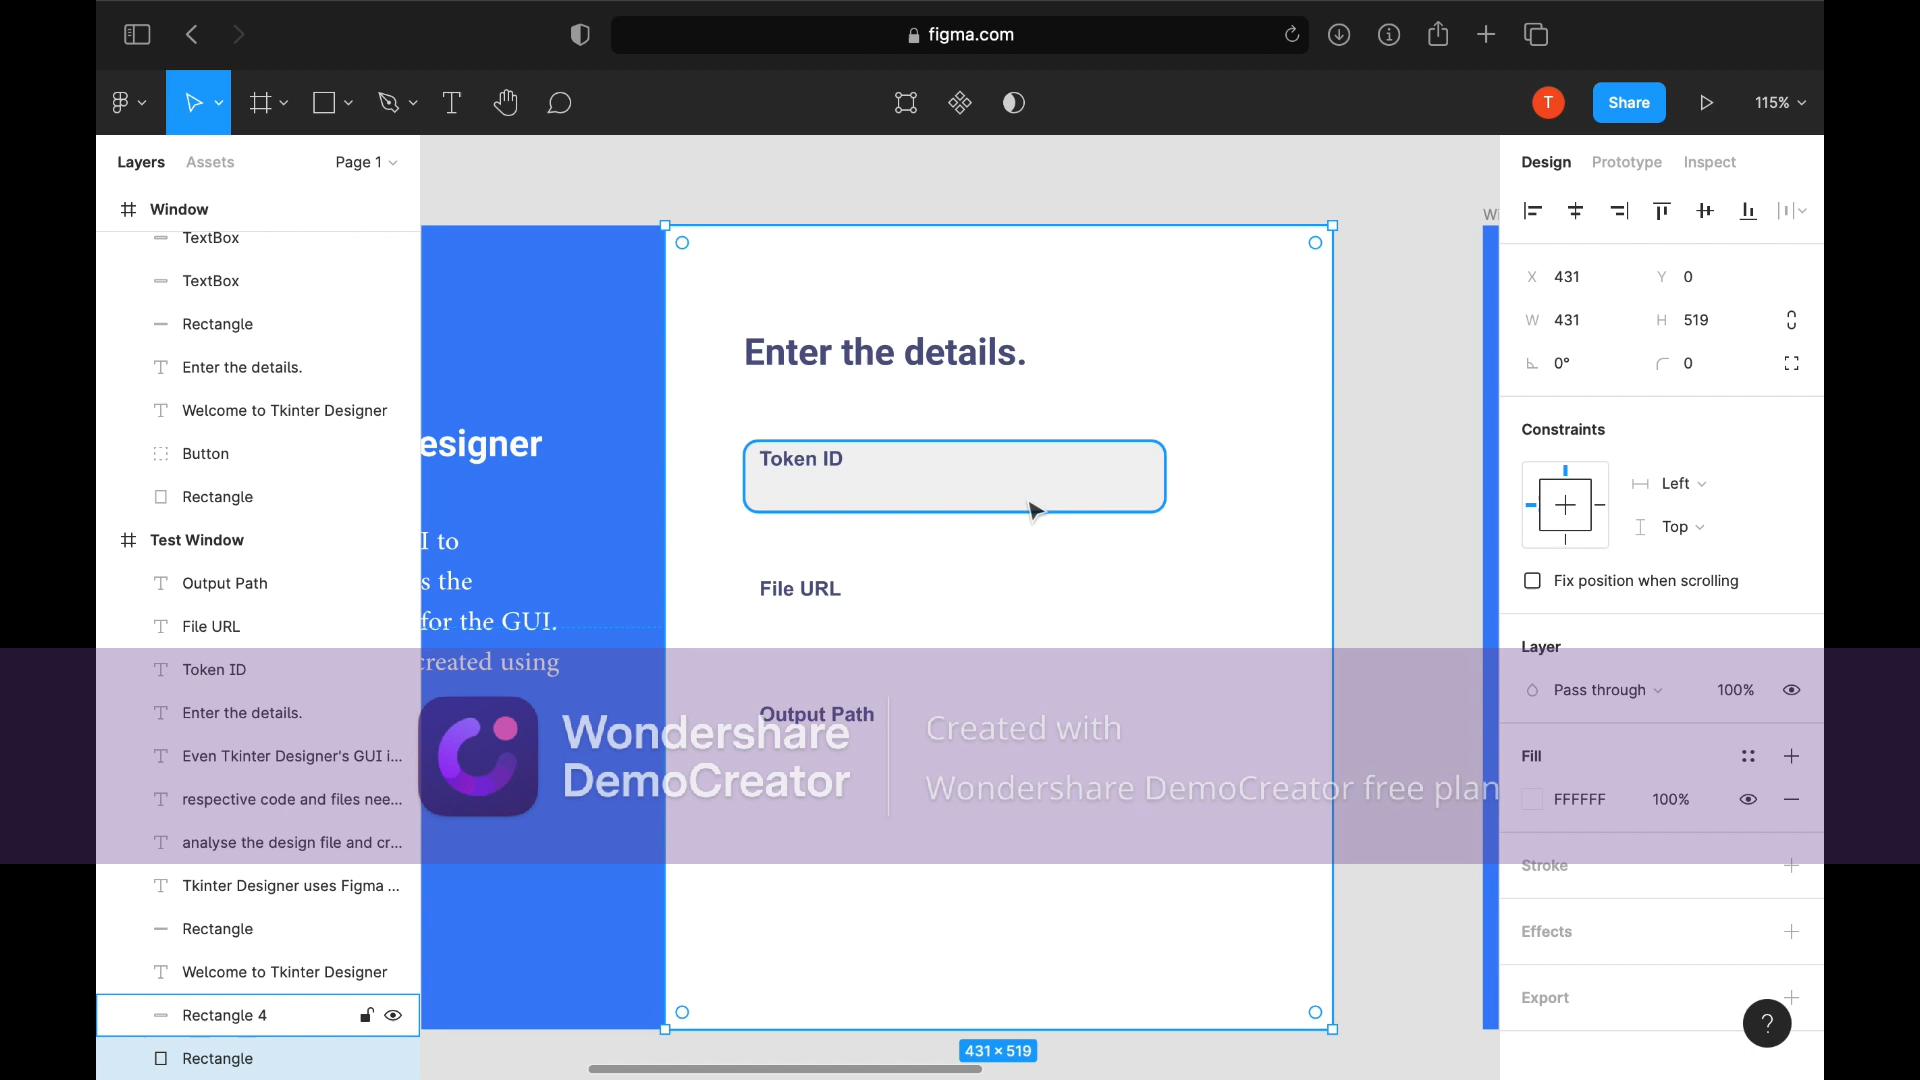 figma.com
T
Share
115%
Layers
Assets
Page 1
Window
TextBox
TextBox
Rectangle
Enter the details.
Welcome to Tkinter Designer
Button
Rectangle
Test Window
Output Path
File URL
Token ID
Enter the details.
Even Tkinter Designer's GUI i...
respective code and files nee...
analyse the design file and cr...
Tkinter Designer uses Figma ...
Rectangle
Welcome to Tkinter Designer
Rectangle 4
Rectangle
esigner
I to
s the
for the GUI.
created using
Enter the details.
Token ID
File URL
Output Path
431 × 519
Wi
Wondershare
DemoCreator
Created with
Wondershare DemoCreator free plan
Design
Prototype
Inspect
X 431
Y 0
W 431
H 519
0°
0
Constraints
Left
Top
Fix position when scrolling
Layer
Pass through
100%
Fill
FFFFFF
100%
Stroke
Effects
Export
?